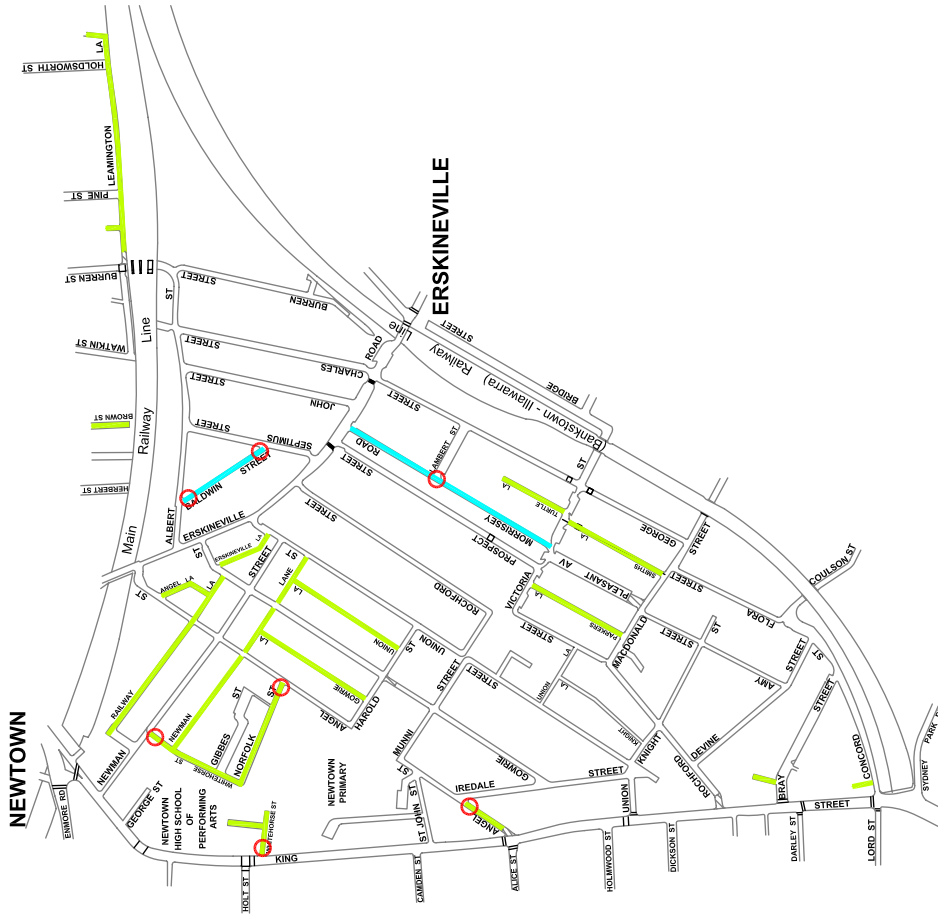 LA
HOLDSWORTH ST
LEAMINGTON
PINE ST
ERSKINEVILLE
BURREN ST
STREET
BURREN
ST
Line
WATKIN ST
STREET
CHARLES
ROAD
Line
STREET
Railway
Bankstown - Illawarra)
BRIDGE
STREET
JOHN
STREET
BROWN ST
Railway
STREET
SEPTIMUS
ROAD
STREET
LAMBERT ST
ST
HERBERT ST
BALDWIN
STREET
ALBERT
Main
ERSKINEVILLE
STREET
STREET
MORRISSEY
PROSPECT
TURTLE
LA
GEORGE
STREET
SMITHS
STREET
COULSON ST
ST
ERSKINEVILLE
LA
STREET
ST
LANE
LA
ANGEL LA
LA
ST
ROCHFORD
VICTORIA
AV
PLEASANT
LA
PARKERS
STREET
MACDONALD
STREET
ST
FLORA
STREET
ST
AMY
STREET
LA
UNION
ST
UNION
STREET
STREET
LA
UNION
LA
GOWRIE
HAROLD
ANGEL
ST
ST
RAILWAY
NEWMAN
GIBBES
NORFOLK
ST
WHITEHORSE
NEWTOWN
NEWMAN
GEORGE ST
ENMORE RD
NEWTOWN
HIGH SCHOOL
OF
PERFORMING
ARTS
NEWTOWN
PRIMARY
WHITEHORSE ST
KING
HOLT ST
MUNNI
ST
ST JOHN ST
CAMDEN ST
IREDALE
ANGEL
ALICE ST
GOWRIE
STREET
KNIGHT
KNIGHT
UNION
HOLMWOOD ST
DICKSON ST
ROCHFORD
DEVINE
BRAY
STREET
DARLEY ST
CONCORD
LORD ST
SYDNEY
PARK